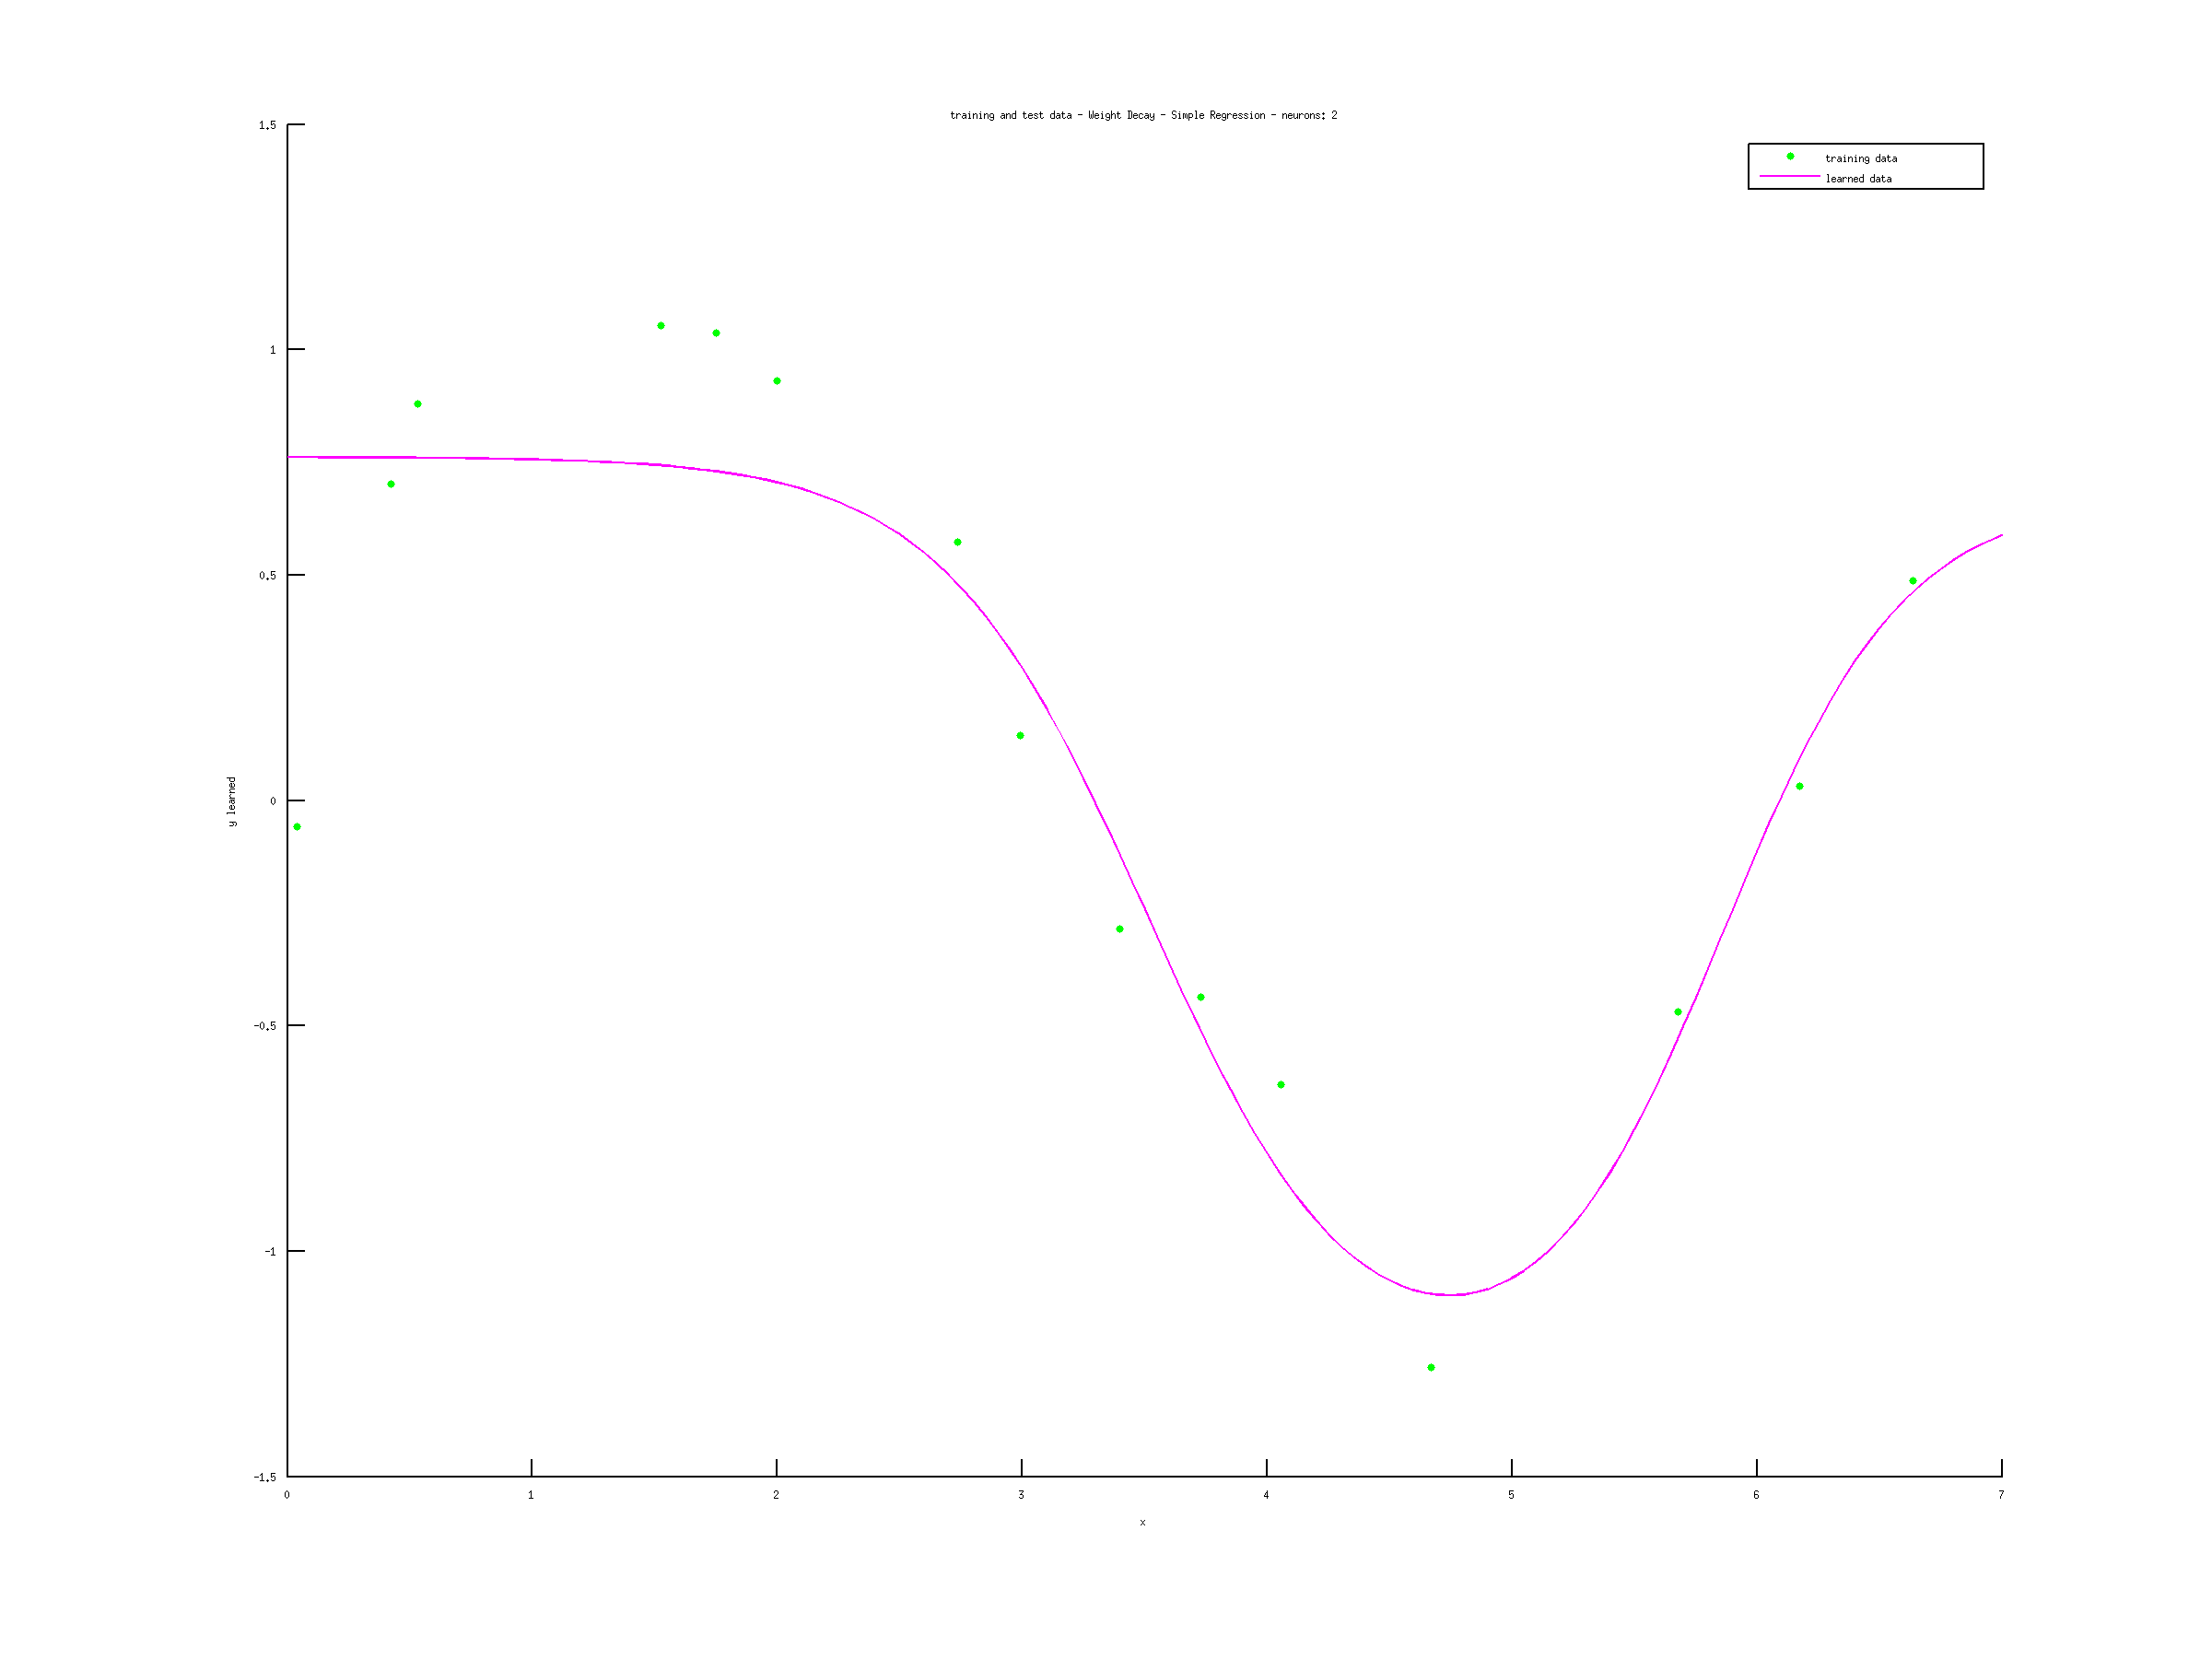 training and test data - Weight Decay - Simple Regression - neurons: 2
training data
learned data
1.5
1
0.5
0
-0.5
-1
-1.5
y learned
0 1 2 3 4 5 6 7
x